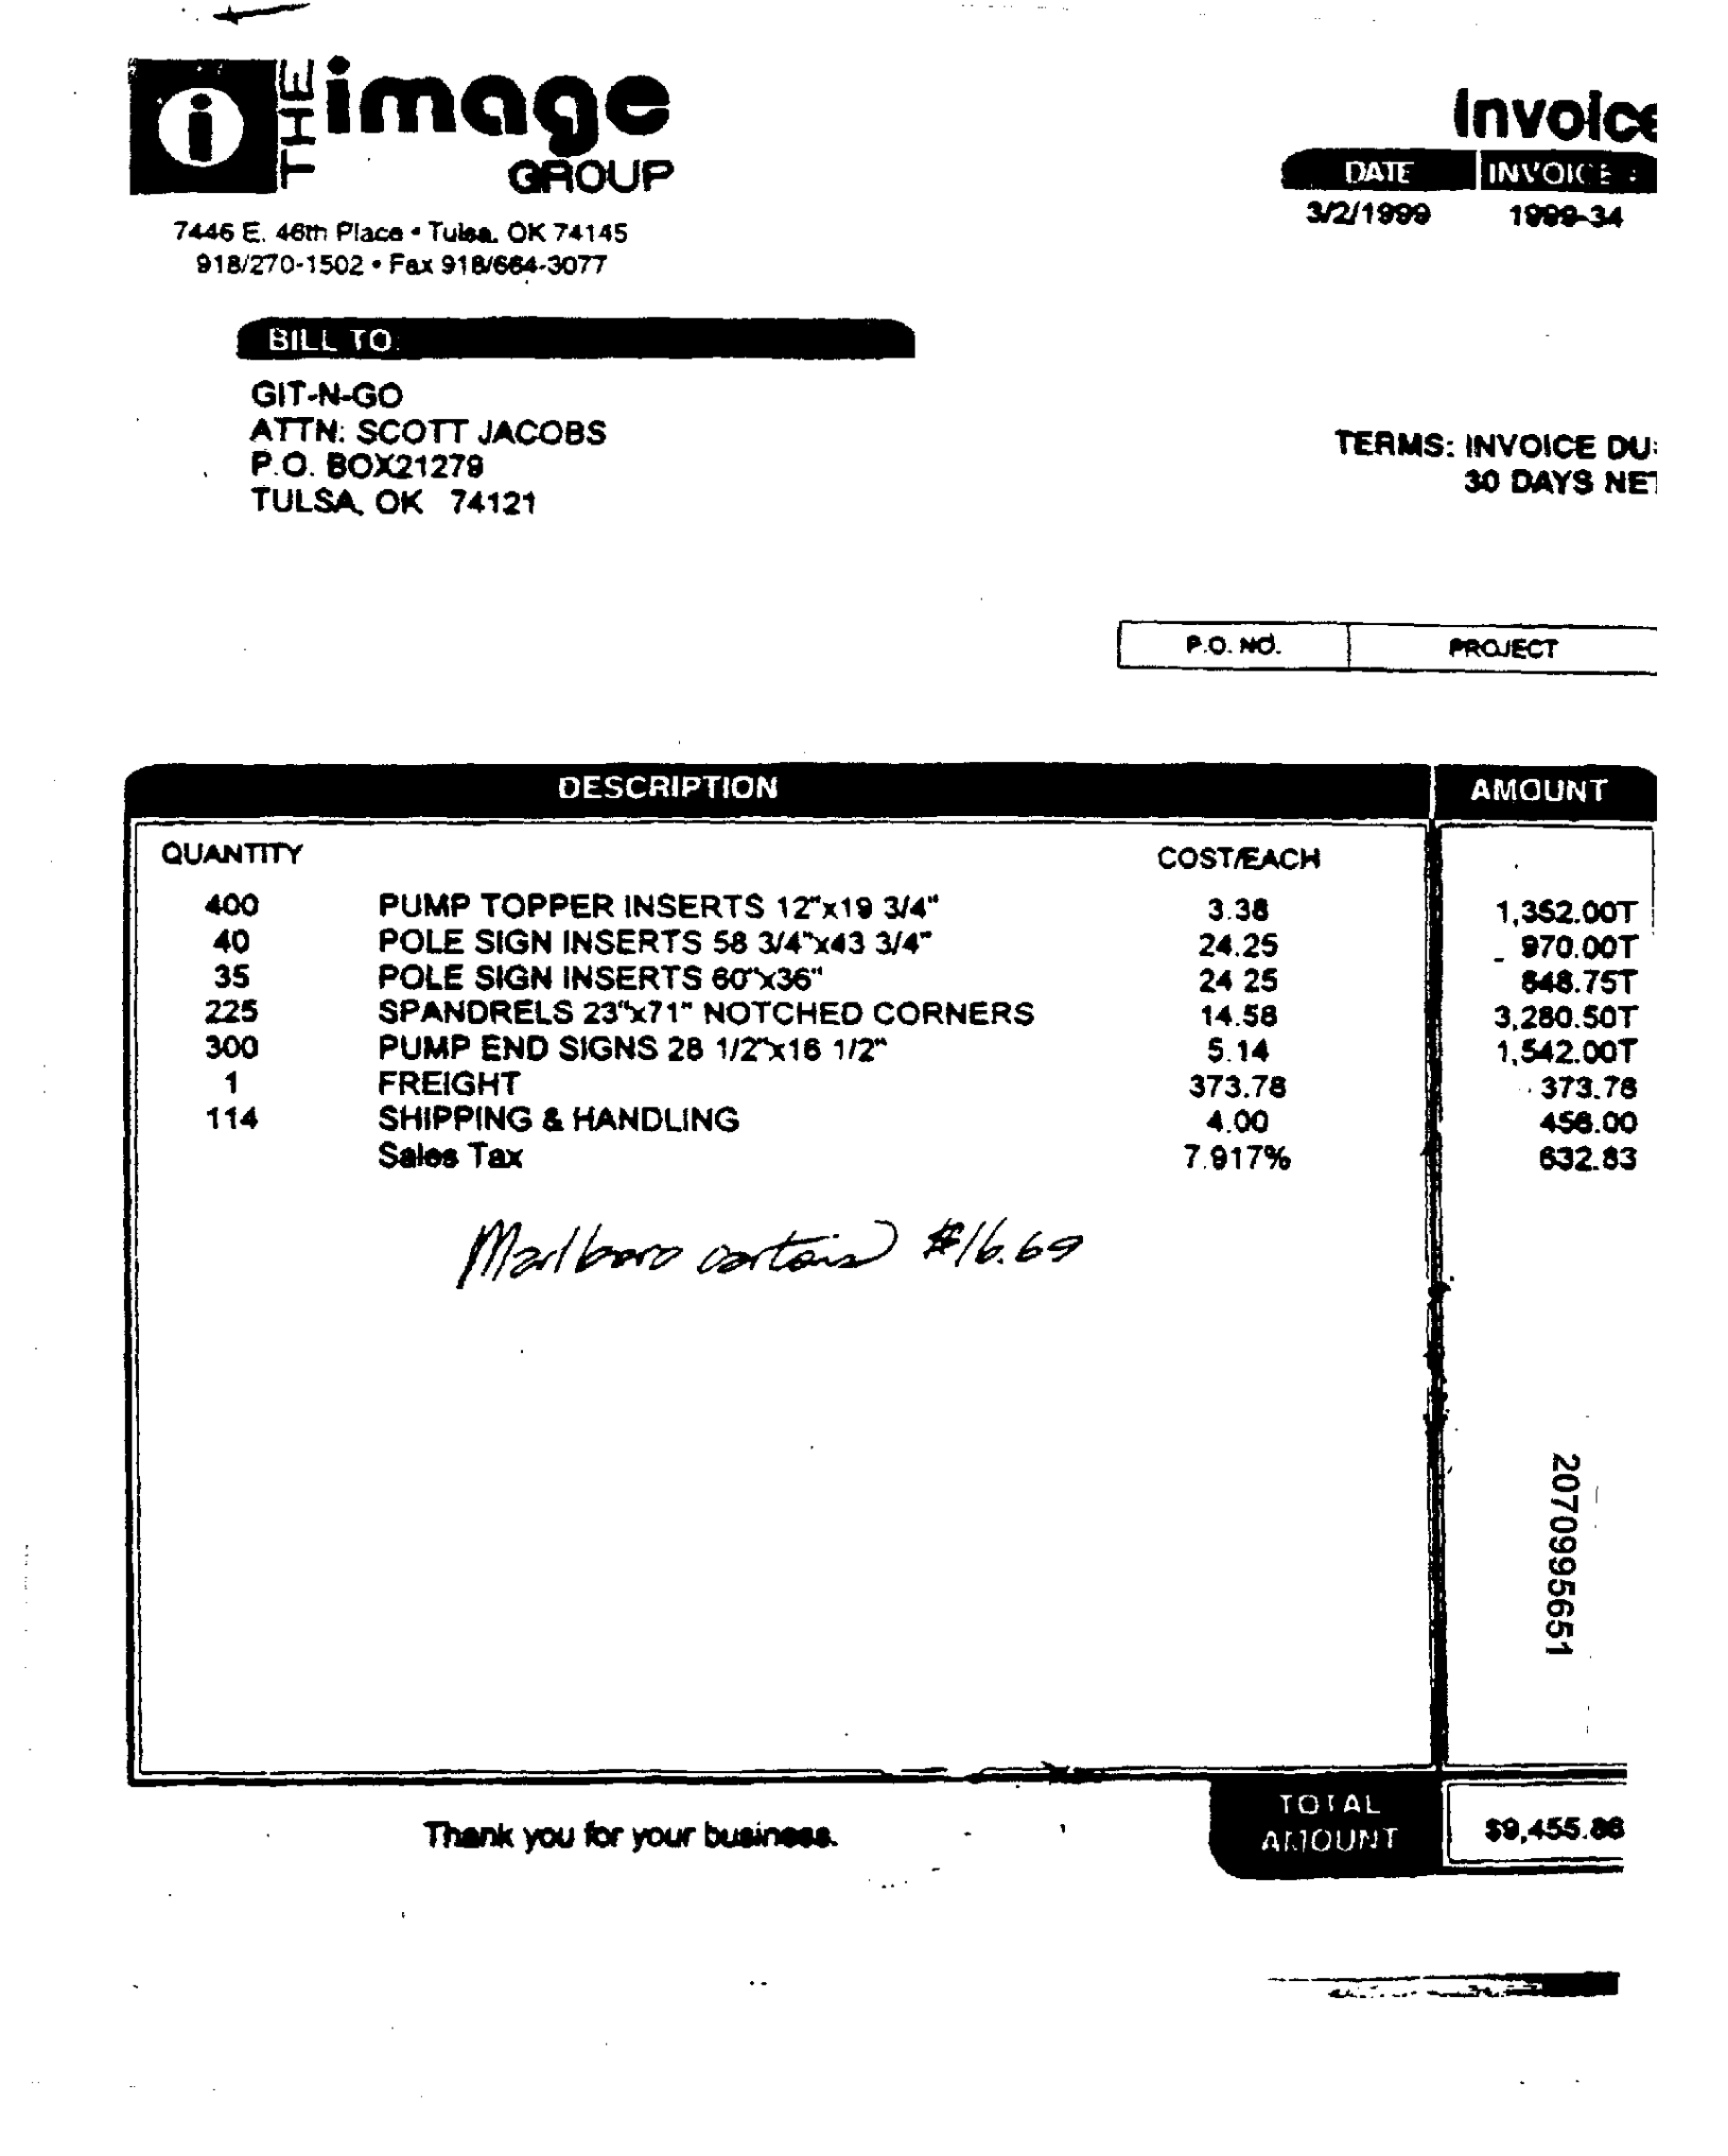 THE image
GROUP
7446 E. 46th Place • Tulsa, OK 74145
918/270-1502 • Fax 918/664-3077
Invoice
DATE INVOICE #
3/2/1999 1999-34
BILL TO:
GIT-N-GO
ATTN: SCOTT JACOBS
P.O. BOX21279
TULSA, OK 74121
TERMS: INVOICE DU
30 DAYS NET
P.O. NO. PROJECT
DESCRIPTION AMOUNT
QUANTITY COST/EACH
400 PUMP TOPPER INSERTS 12"x19 3/4" 3.38 1,352.00T
40 POLE SIGN INSERTS 58 3/4"x43 3/4" 24.25 970.00T
35 POLE SIGN INSERTS 60"x36" 24.25 848.75T
225 SPANDRELS 23"x71" NOTCHED CORNERS 14.58 3,280.50T
300 PUMP END SIGNS 28 1/2"x16 1/2" 5.14 1,542.00T
1 FREIGHT 373.78 373.78
114 SHIPPING & HANDLING 4.00 456.00
Sales Tax 7.917% 632.83
Marlboro cartons $16.69
2070995651
TOTAL
AMOUNT $9,455.86
Thank you for your business.